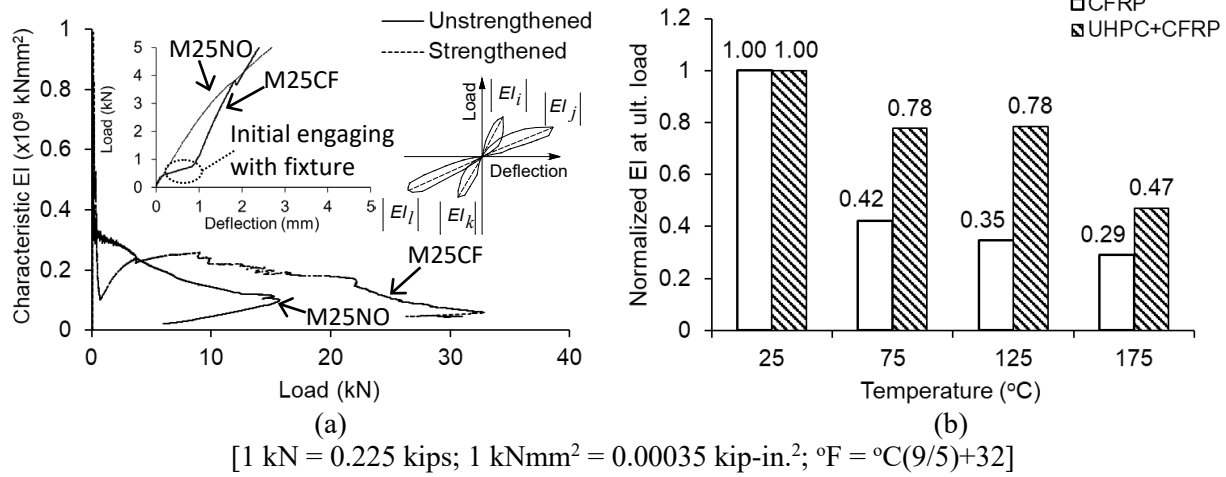 Characteristic EI (x10⁹ kNmm²)
1
0.8
0.6
0.4
0.2
0
0
10
20
30
40
Load (kN)
Unstrengthened
Strengthened
M25NO
M25CF
Initial engaging
with fixture
Load (kN)
5
4
3
2
1
0
0
1
2
3
4
5
Deflection (mm)
Load
|EIᵢ|
|EIⱼ|
Deflection
|EIₗ|
|EIₖ|
M25CF
M25NO
(a)
CFRP
UHPC+CFRP
Normalized EI at ult. load
1.2
1
0.8
0.6
0.4
0.2
0
1.00
1.00
0.42
0.78
0.35
0.78
0.29
0.47
25
75
125
175
Temperature (°C)
(b)
[1 kN = 0.225 kips; 1 kNmm² = 0.00035 kip-in.²; °F = °C(9/5)+32]